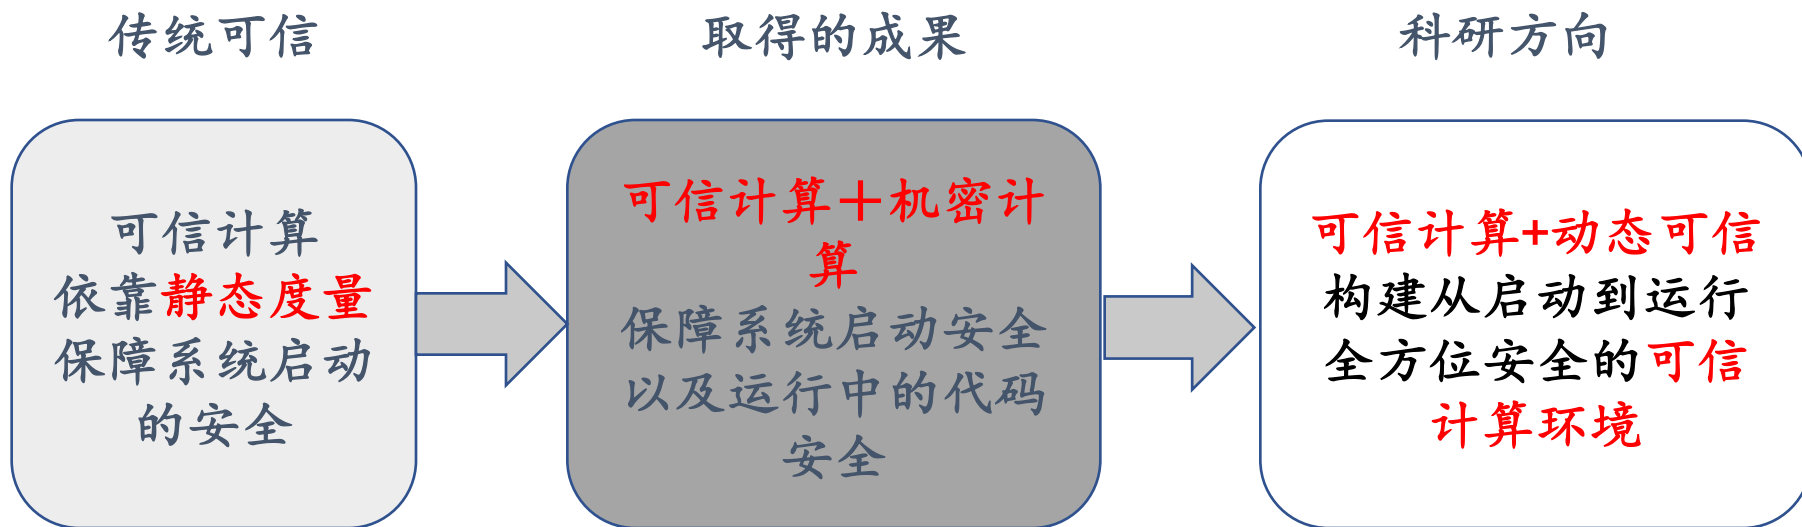 传统可信
取得的成果
科研方向
可信计算
依靠静态度量
保障系统启动
的安全
可信计算＋机密计
算
保障系统启动安全
以及运行中的代码
安全
可信计算+动态可信
构建从启动到运行
全方位安全的可信
计算环境